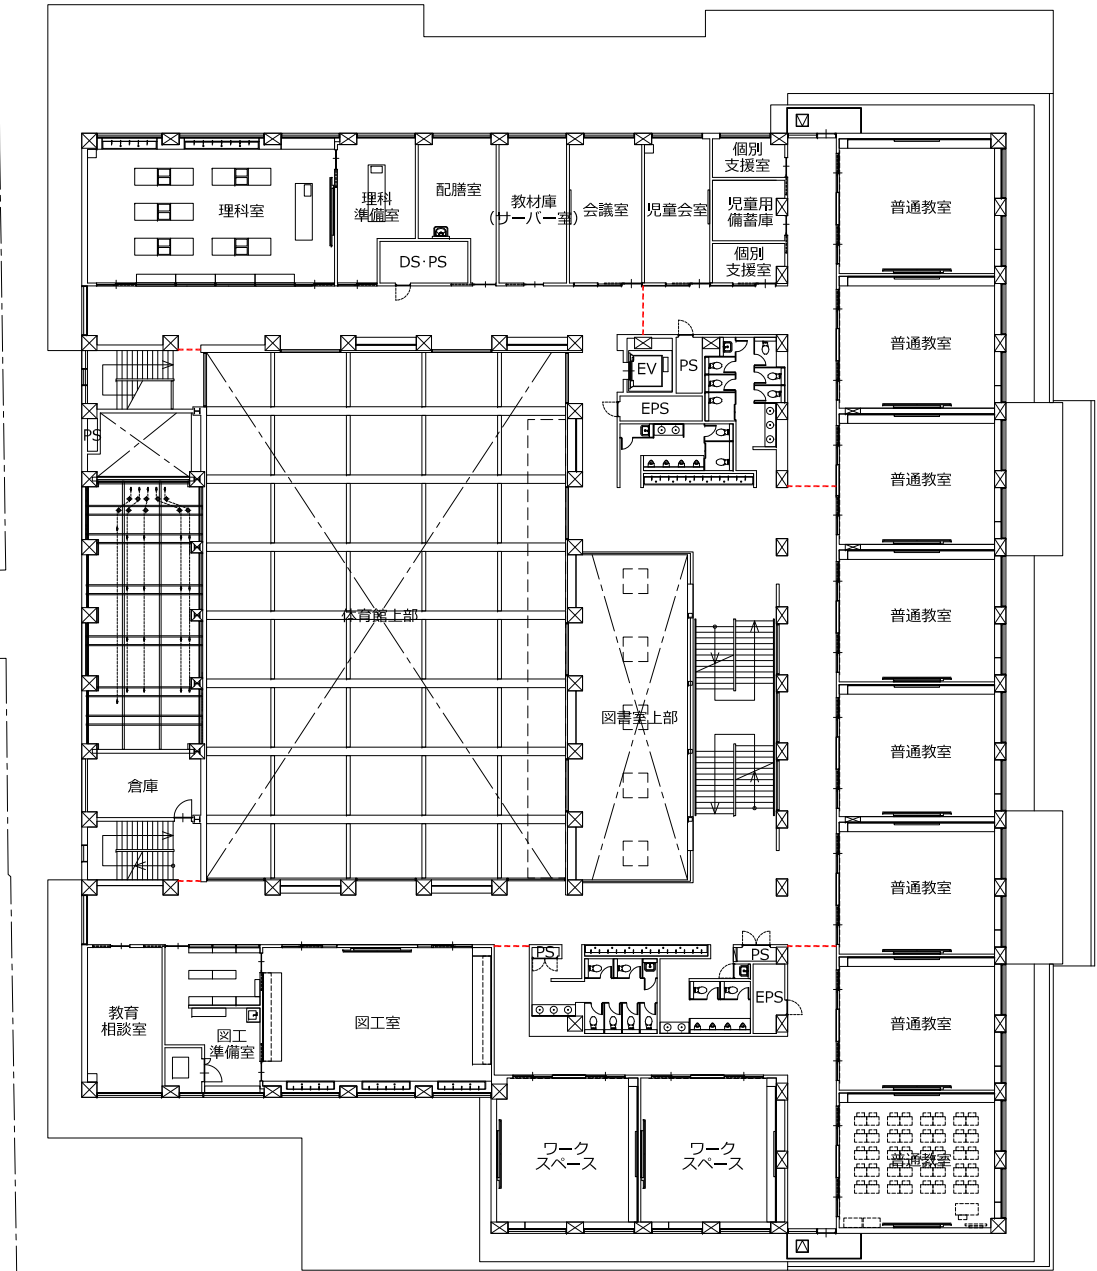 個別
支援室
普通教室
理科室
理科
準備室
配膳室
教材庫
(サーバー室)
会議室
児童会室
児童用
備蓄庫
個別
支援室
DS・PS
普通教室
EV
PS
EPS
PS
普通教室
体育館上部
普通教室
図書室上部
普通教室
倉庫
普通教室
PS
PS
EPS
教育
相談室
図工
準備室
図工室
普通教室
ワーク
スペース
ワーク
スペース
普通教室